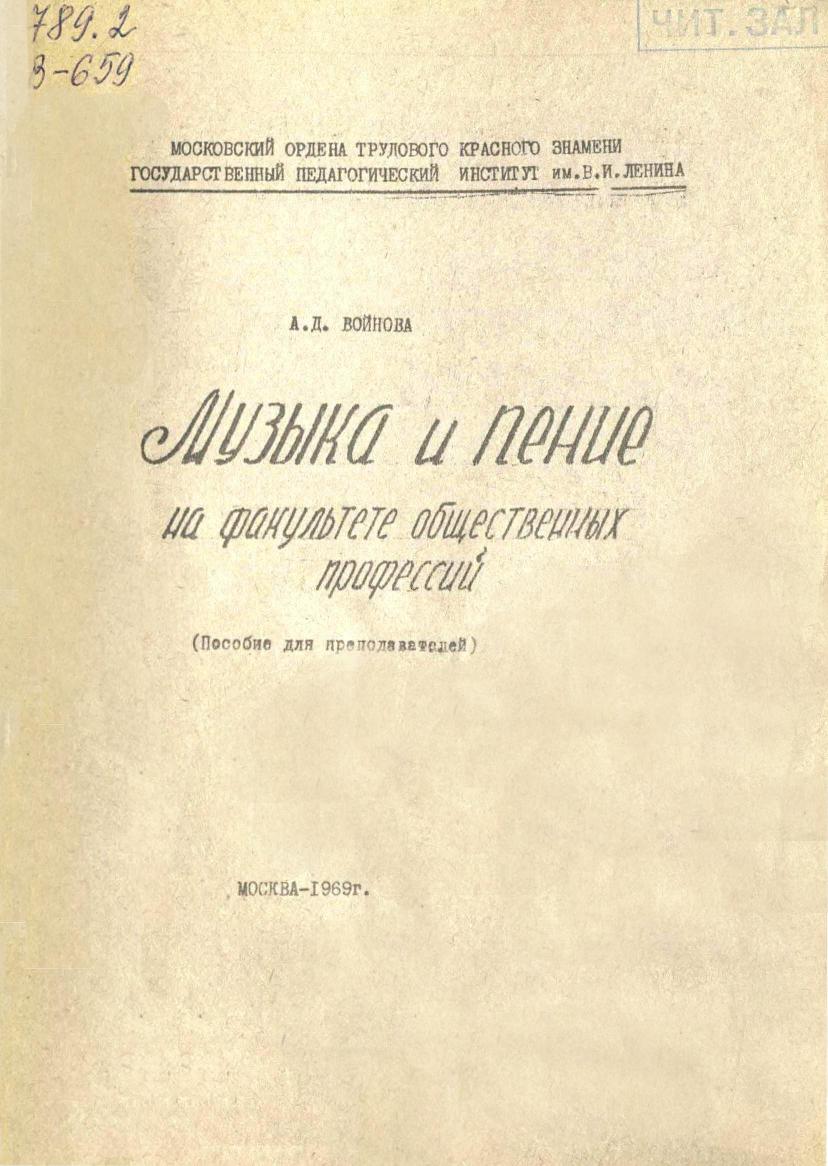 789.2
В-659
ЧИТ. ЗАЛ
МОСКОВСКИЙ ОРДЕНА ТРУЛОВОГО КРАСНОГО ЗНАМЕНИ
ГОСУДАРСТВЕННЫЙ ПЕДАГОГИЧЕСКИЙ ИНСТИТУТ им.В.И.ЛЕНИНА
А.Д. ВОЙНОВА
Музыка и пение
на факультете общественных
профессий
(Пособие для преподавателей)
МОСКВА-1969г.